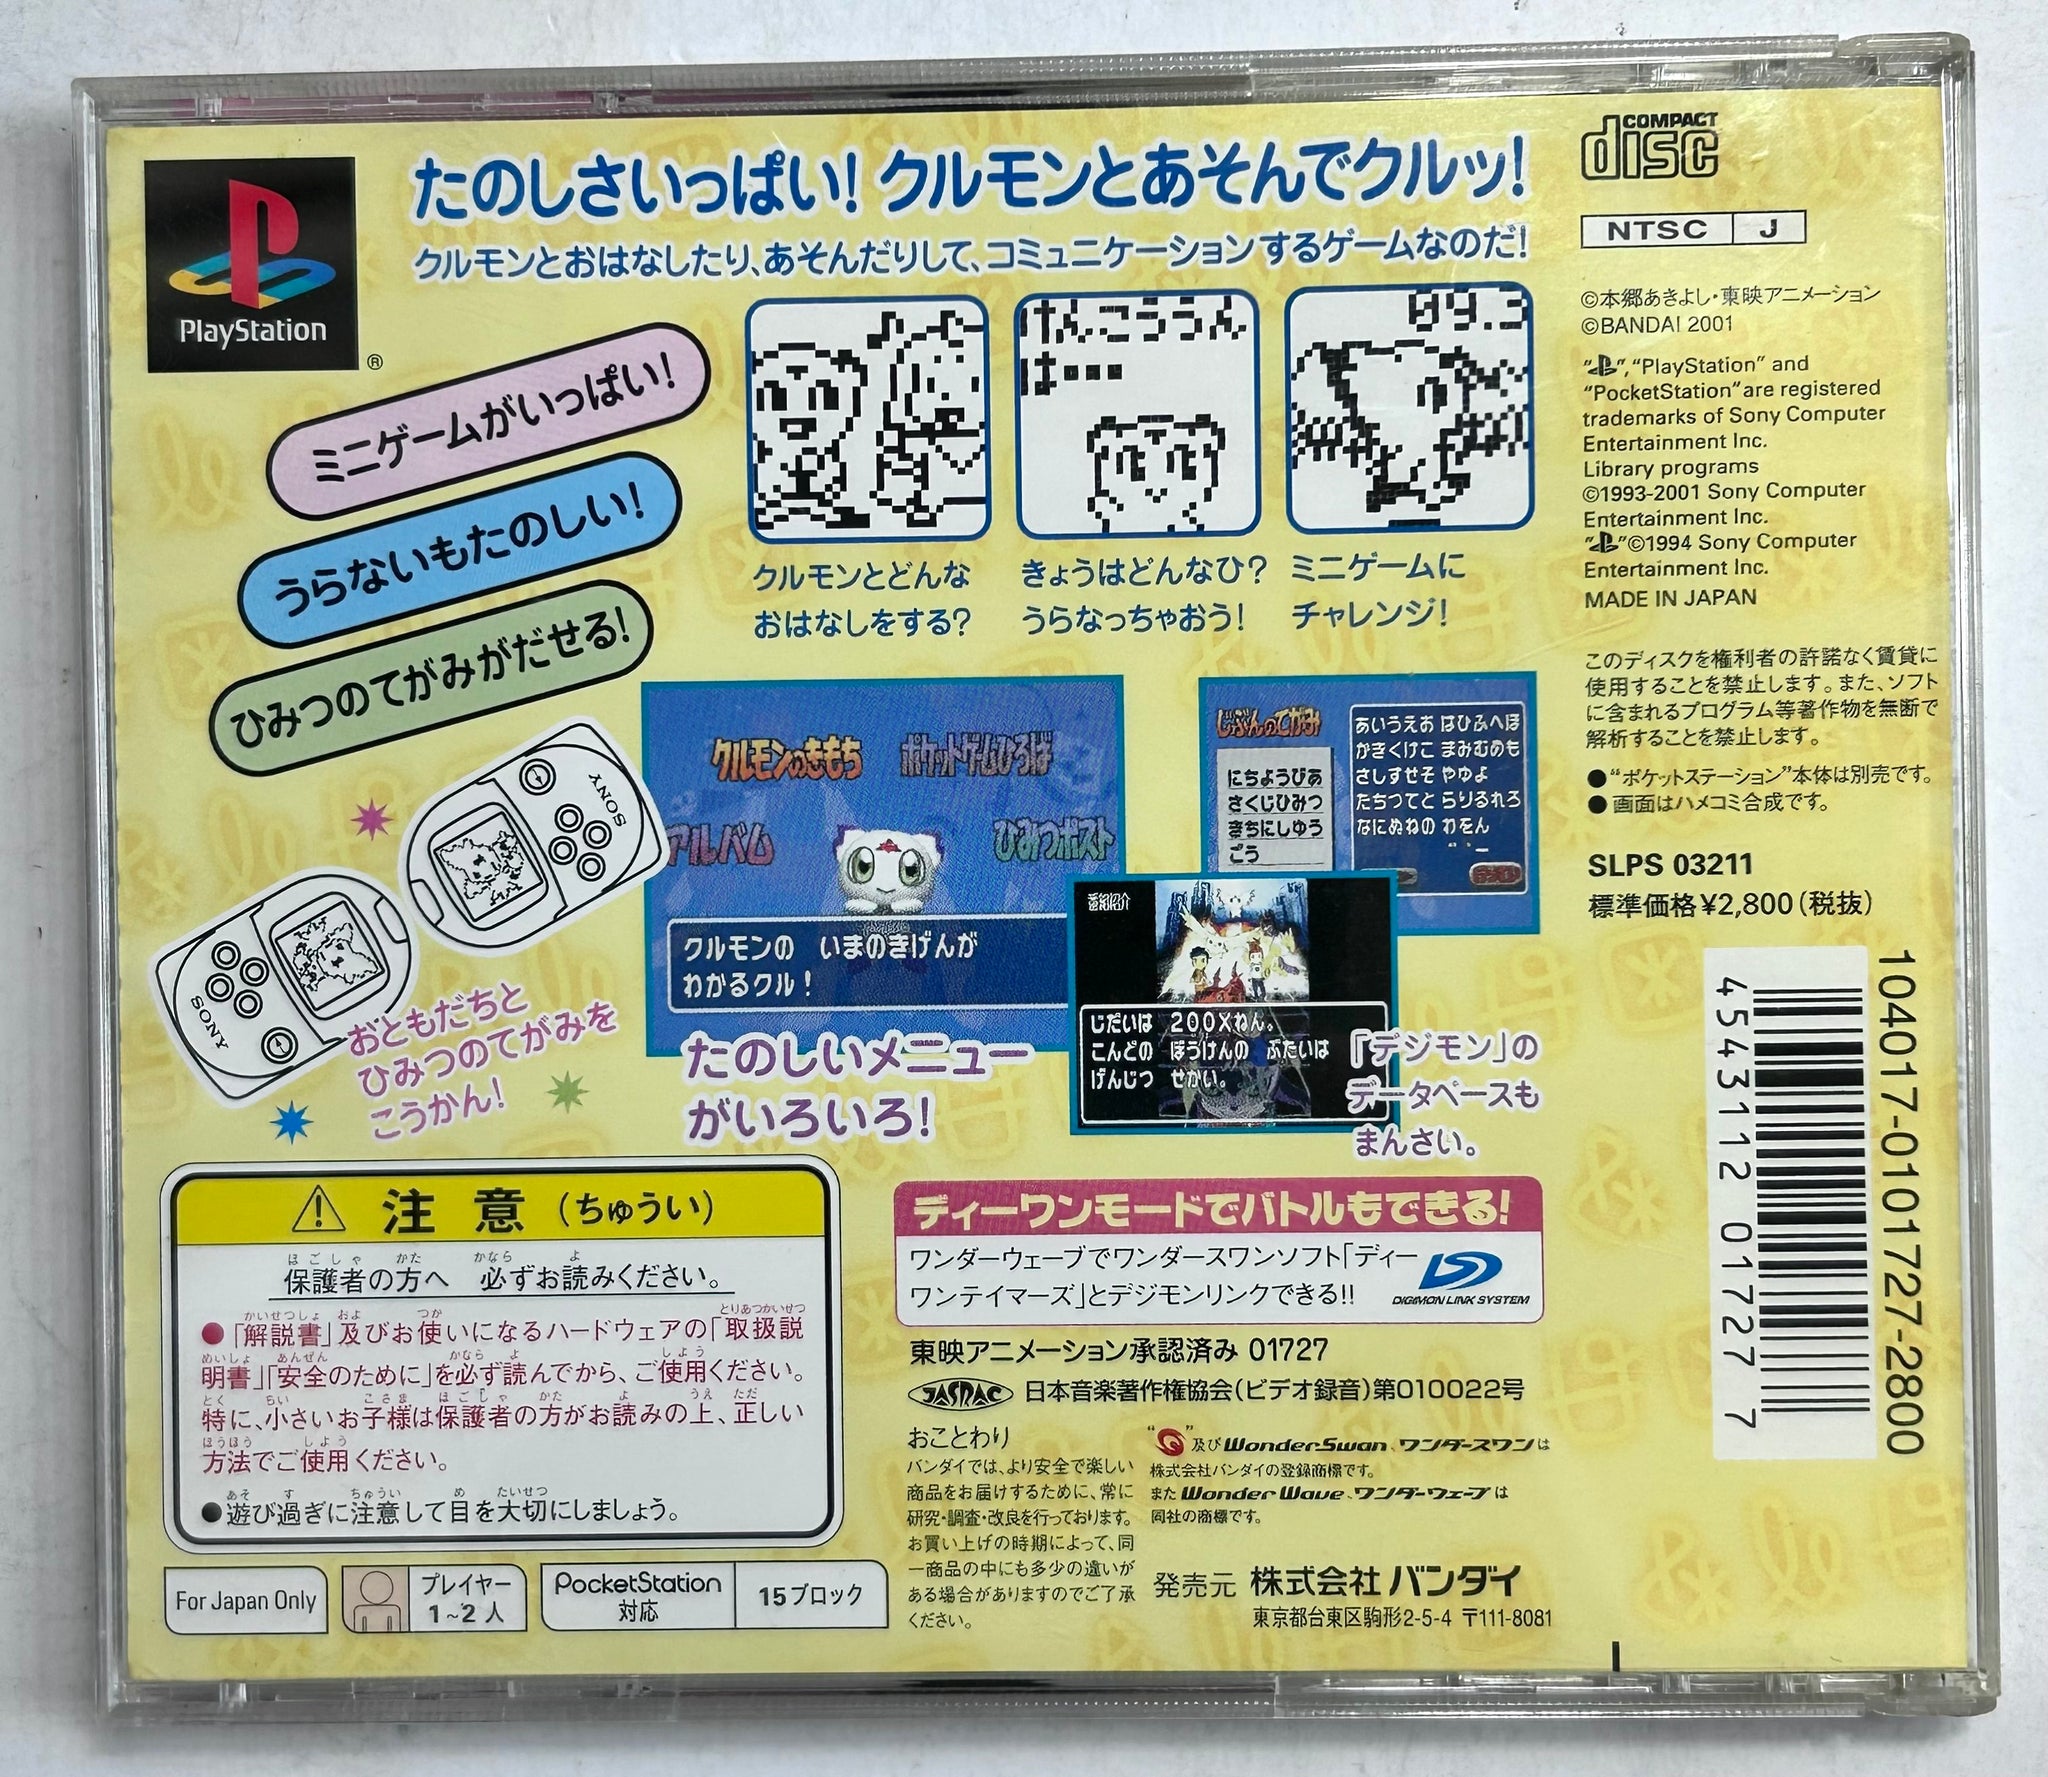 PlayStation
®
たのしさいっぱい！クルモンとあそんでクルッ！
クルモンとおはなしたり、あそんだりして、コミュニケーションするゲームなのだ！
ミニゲームがいっぱい！
うらないもたのしい！
ひみつのてがみがだせる！
けんこううん
は…
09.3
クルモンとどんな
おはなしをする？
きょうはどんなひ？
うらなっちゃおう！
ミニゲームに
チャレンジ！
SONY
SONY
おともだちと
ひみつのてがみを
こうかん！
クルモンのきもち
ポケットゲームひろば
アルバム
ひみつポスト
クルモンの いまのきげんが
わかるクル！
たのしいメニュー
がいろいろ！
じぶんのてがみ
にちようびあ
さくじひみつ
きちにしゆう
ごう
あいうえお はひふへほ
かきくけこ まみむめも
さしすせそ やゆよ
たちつてと らりるれろ
なにぬねの わをん
番組紹介
じだいは 200Xねん。
こんどの ぼうけんの ぶたいは
げんじつ せかい。
「デジモン」の
データベースも
まんさい。
注意（ちゅうい）
保護者の方へ 必ずお読みください。
●「解説書」及びお使いになるハードウェアの「取扱説
明書」「安全のために」を必ず読んでから、ご使用ください。
特に、小さいお子様は保護者の方がお読みの上、正しい
方法でご使用ください。
●遊び過ぎに注意して目を大切にしましょう。
For Japan Only
プレイヤー
1~2人
PocketStation
対応
15ブロック
ディーワンモードでバトルもできる！
ワンダーウェーブでワンダースワンソフト「ディー
ワンテイマーズ」とデジモンリンクできる!!
DIGIMON LINK SYSTEM
東映アニメーション承認済み 01727
JASRAC 日本音楽著作権協会（ビデオ録音）第010022号
おことわり
バンダイでは、より安全で楽しい
商品をお届けするために、常に
研究・調査・改良を行っております。
お買い上げの時期によって、同
一商品の中にも多少の違いが
ある場合がありますのでご了承
ください。
" "及びWonderSwan、ワンダースワンは
株式会社バンダイの登録商標です。
またWonderWave、ワンダーウェーブは
同社の商標です。
発売元 株式会社バンダイ
東京都台東区駒形2-5-4 〒111-8081
COMPACT
disc
NTSC J
©本郷あきよし・東映アニメーション
©BANDAI 2001
" ", "PlayStation" and
"PocketStation" are registered
trademarks of Sony Computer
Entertainment Inc.
Library programs
©1993-2001 Sony Computer
Entertainment Inc.
" "©1994 Sony Computer
Entertainment Inc.
MADE IN JAPAN
このディスクを権利者の許諾なく賃貸に
使用することを禁止します。また、ソフト
に含まれるプログラム等著作物を無断で
解析することを禁止します。
●"ポケットステーション"本体は別売です。
●画面はハメコミ合成です。
SLPS 03211
標準価格¥2,800（税抜）
104017-0101727-2800
4 543112 017277